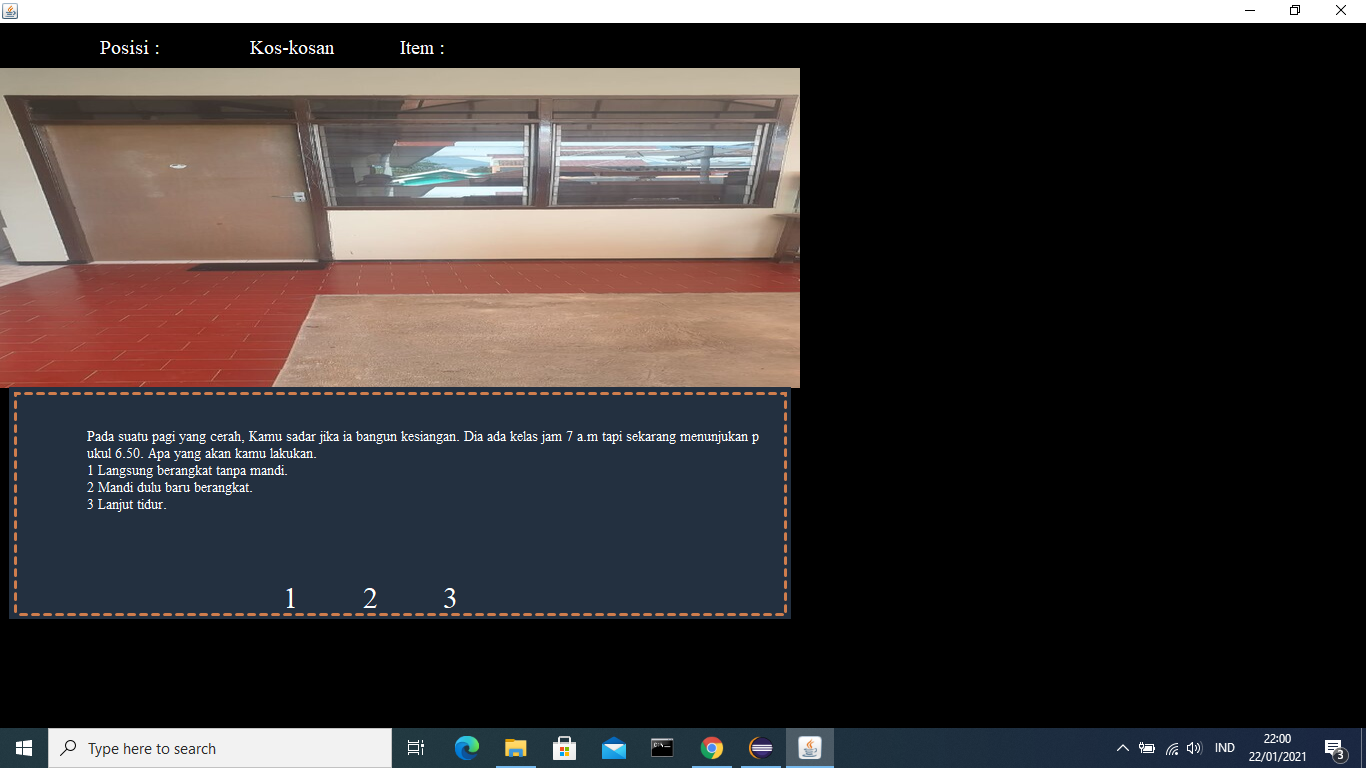 Posisi : Kos-kosan Item :
Pada suatu pagi yang cerah, Kamu sadar jika ia bangun kesiangan. Dia ada kelas jam 7 a.m tapi sekarang menunjukan p
ukul 6.50. Apa yang akan kamu lakukan.
1 Langsung berangkat tanpa mandi.
2 Mandi dulu baru berangkat.
3 Lanjut tidur.
1 2 3
Type here to search
IND
22:00
22/01/2021
3